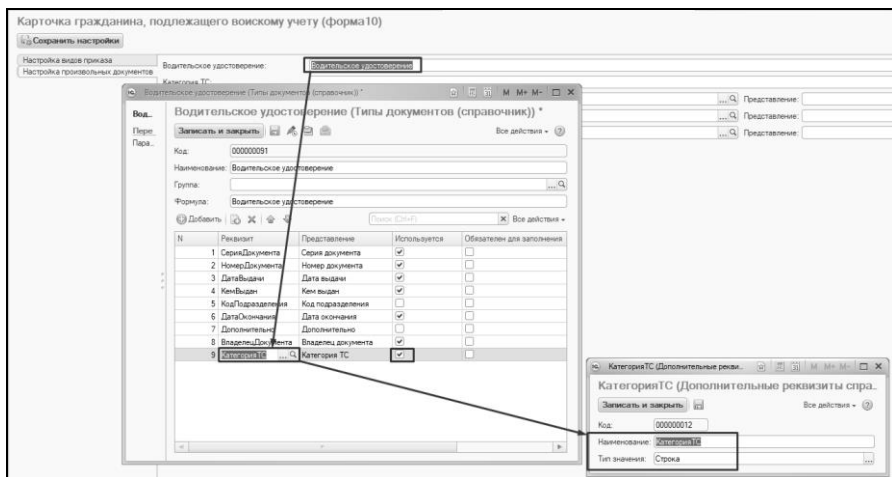 Карточка гражданина, подлежащего воискому учету (форма10)
Сохранить настройки
Настройка видов приказа
Настройка произвольных документов
Водительское удостоверение: Водительское удостоверение
Категория ТС:
... Представление:
... Представление:
... Представление:
Водительское удостоверение (Типы документов (справочник)) *
M M+ M-
Вод...
Пере
Пара...
Водительское удостоверение (Типы документов (справочник)) *
Записать и закрыть Все действия
Код: 000000091
Наименование: Водительское удостоверение
Группа: ...
Формула: Водительское удостоверение
Добавить Поиск (Ctrl+F) Все действия
N Реквизит Представление Используется Обязателен для заполнения
1 СерияДокумента Серия документа
2 НомерДокумента Номер документа
3 ДатаВыдачи Дата выдачи
4 КемВыдан Кем выдан
5 КодПодразделения Код подразделения
6 ДатаОкончания Дата окончания
7 Дополнительно Дополнительно
8 ВладелецДокумента Владелец документа
9 КатегорияТС ... Категория ТС
КатегорияТС (Дополнительные рекви... M M+ M-
КатегорияТС (Дополнительные реквизиты спра...
Записать и закрыть Все действия
Код: 000000012
Наименование: КатегорияТС
Тип значения: Строка ...